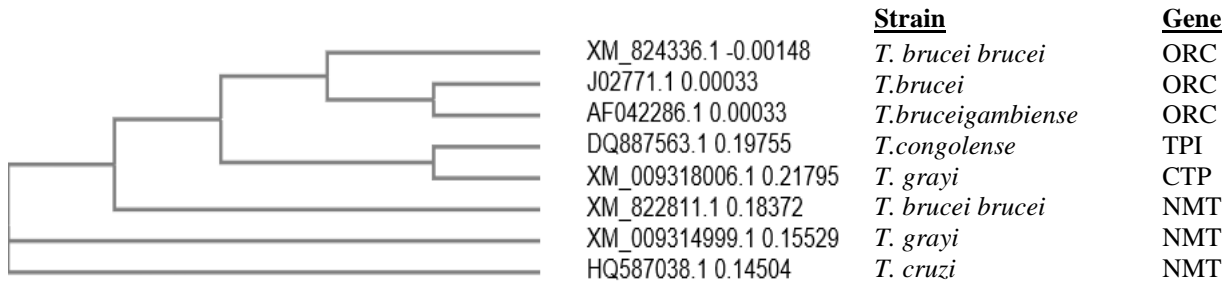 Strain Gene
XM_824336.1 -0.00148 T. brucei brucei ORC
J02771.1 0.00033 T.brucei ORC
AF042286.1 0.00033 T.bruceigambiense ORC
DQ887563.1 0.19755 T.congolense TPI
XM_009318006.1 0.21795 T. grayi CTP
XM_822811.1 0.18372 T. brucei brucei NMT
XM_009314999.1 0.15529 T. grayi NMT
HQ587038.1 0.14504 T. cruzi NMT